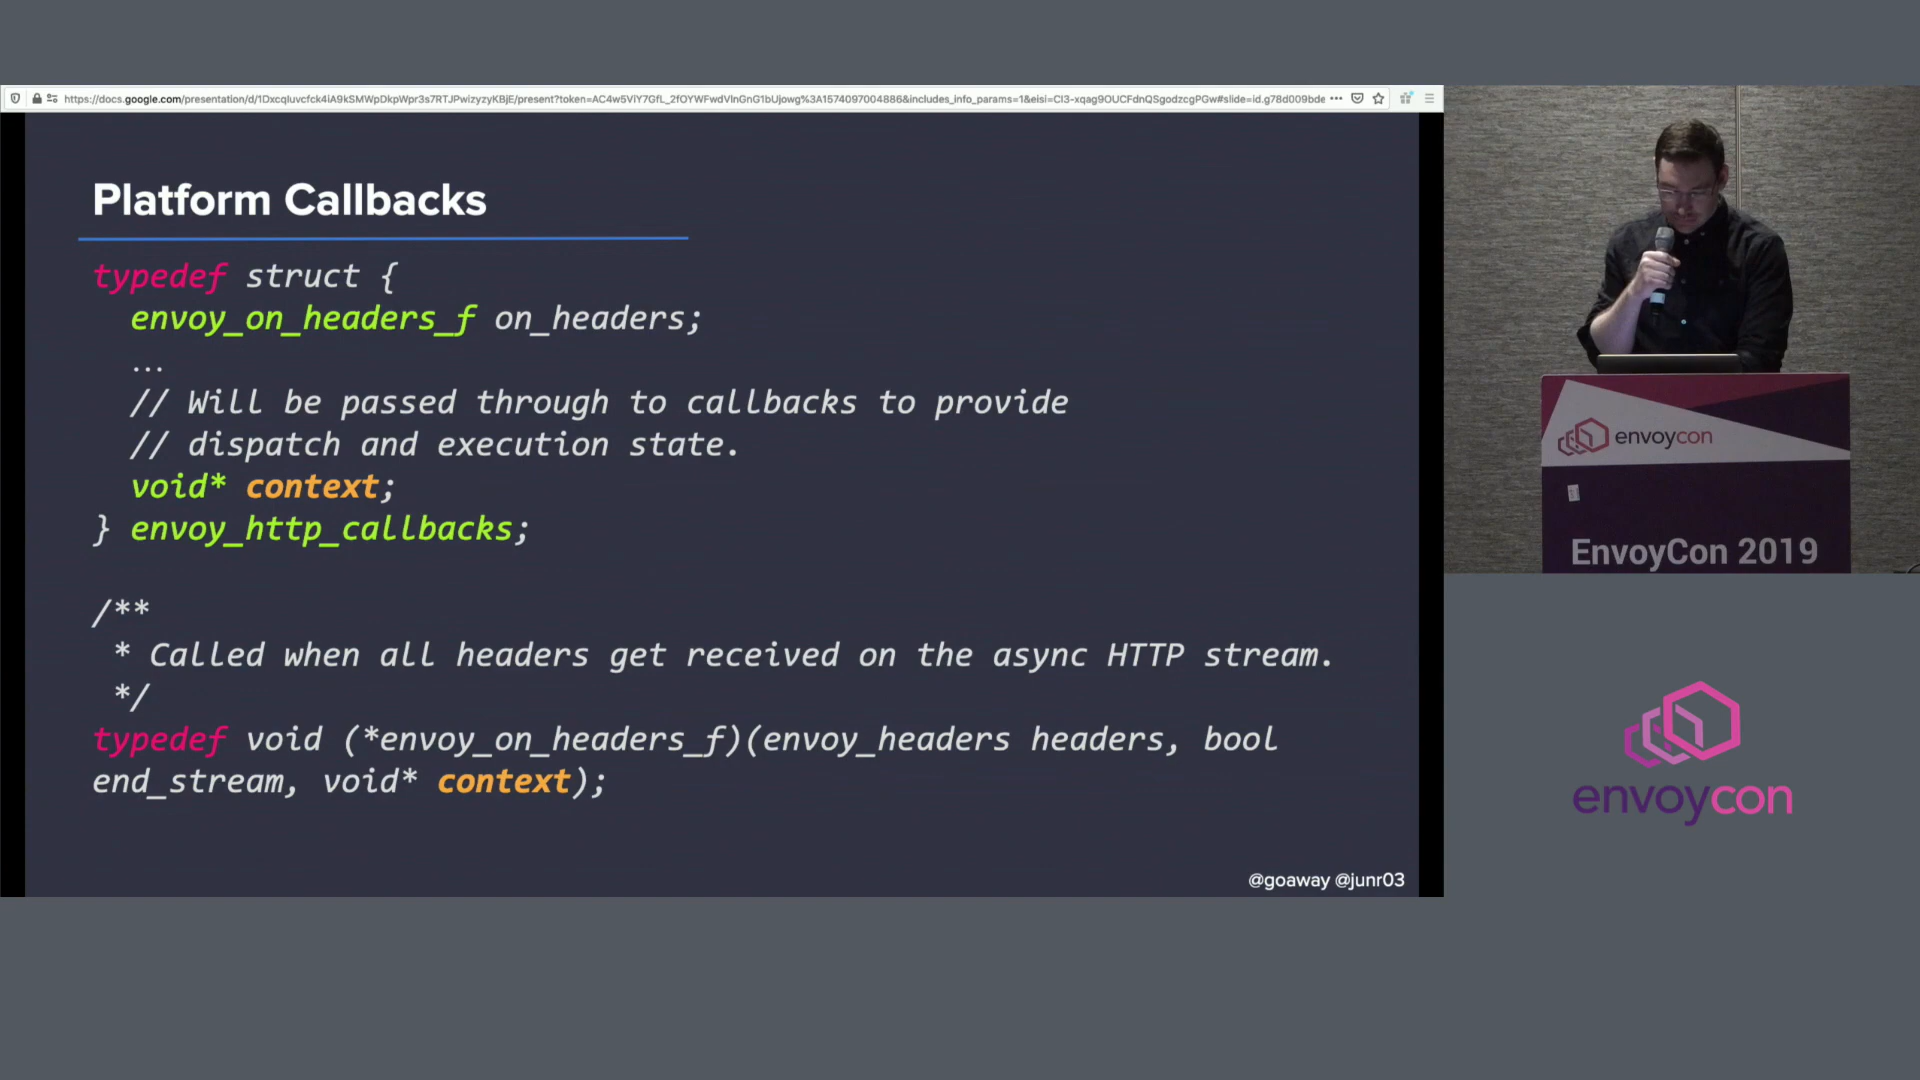 https://docs.google.com/presentation/d/1DxcqIuvcfck4iA9kSMWpDkpWpr3s7RTJPwizyzyKBjE/present?token=AC4w5ViY7GfL_2fOYWFwdVlnGnG1bUjowg%3A1574097004886&includes_info_params=1&eisi=CI3-xqag9OUCFdnQSgodzcgPGw#slide=id.g78d009bde
Platform Callbacks
typedef struct {
envoy_on_headers_f on_headers;
...
// Will be passed through to callbacks to provide
// dispatch and execution state.
void* context;
} envoy_http_callbacks;
/**
* Called when all headers get received on the async HTTP stream.
*/
typedef void (*envoy_on_headers_f)(envoy_headers headers, bool
end_stream, void* context);
@goaway @junr03
envoycon
EnvoyCon 2019
envoycon